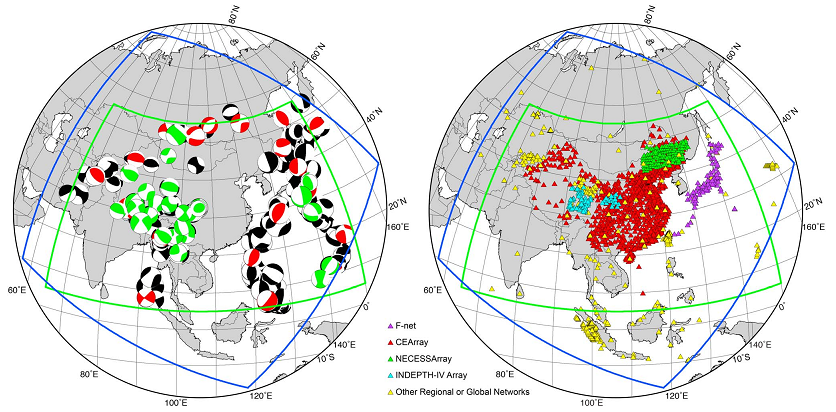 80°N
60°N
40°N
20°N
160°E
0°
10°S
140°E
120°E
100°E
80°E
60°E
80°N
60°N
40°N
20°N
160°E
0°
10°S
140°E
120°E
100°E
80°E
60°E
F-net
CEArray
NECESSArray
INDEPTH-IV Array
Other Regional or Global Networks